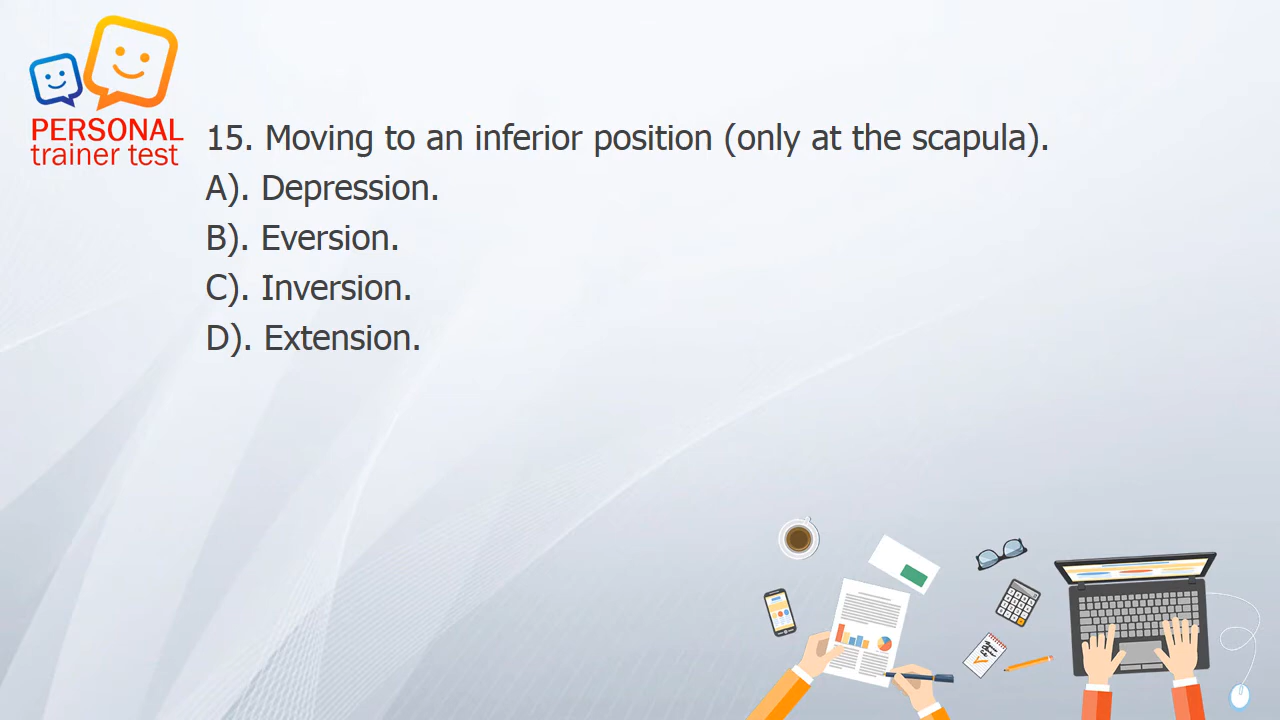 PERSONAL
trainer test
15. Moving to an inferior position (only at the scapula).
A). Depression.
B). Eversion.
C). Inversion.
D). Extension.